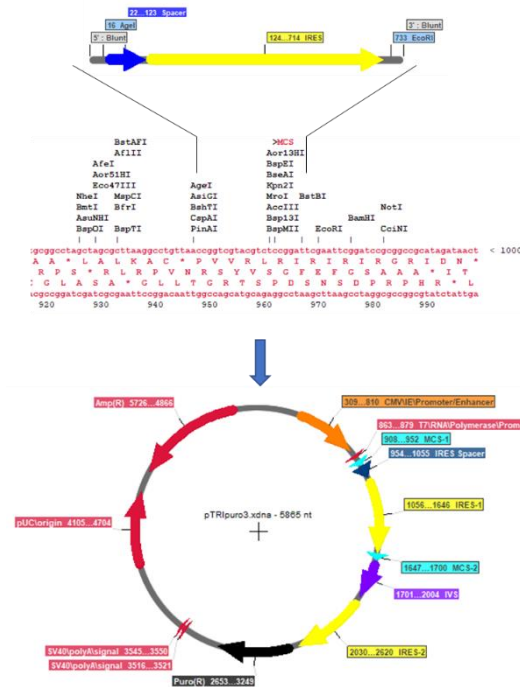 22...123 Spacer
16 AgeI
5' : Blunt
124...714 IRES
3' : Blunt
733 EcoRI
>MCS
BstAFI Aor13HI
AflII BspEI
AfeI BseAI
Aor51HI AgeI Kpn2I
Eco47III AsiGI MroI BstBI
NheI MspCI BshTI AccIII BamHI NotI
BmtI BfrI CspAI Bsp13I
AsuNHI PinAI BspMII EcoRI CciNI
BspOI BspTI
cgcggcctagctagcgcttaaggcctgttaaccggtcgtacgtctccggattcgaattcggatccgcggccgcatagataact < 1000
A A * L A L K A C * P V V R L R I R I R I R G R I D N *
R P S * R L R P V N R S Y V S G F E F G S A A A * I T
C G L A S A * G L L T G R T S P D S N S D P R P H R * L
920 930 940 950 960 970 980 990
Amp(R) 5726...4866
309...810 CMV\IE\Promoter/Enhancer
863...879 T7\RNA\Polymerase\Prom
908...952 MCS-1
954...1055 IRES Spacer
pTRIpuro3.xdna - 5865 nt
1056...1646 IRES-1
pUC\origin 4105...4704
1647...1700 MCS-2
1701...2004 IVS
2030...2620 IRES-2
SV40\polyA\signal 3545...3550
SV40\polyA\signal 3516...3521
Puro(R) 2653...3249